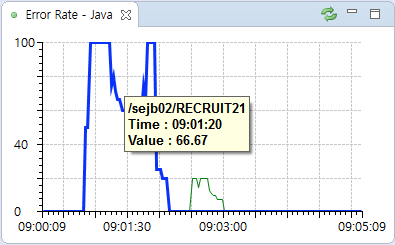 Error Rate - Java
100
/sejb02/RECRUIT21
Time : 09:01:20
Value : 66.67
40
0
09:00:09
09:01:30
09:03:00
09:05:09